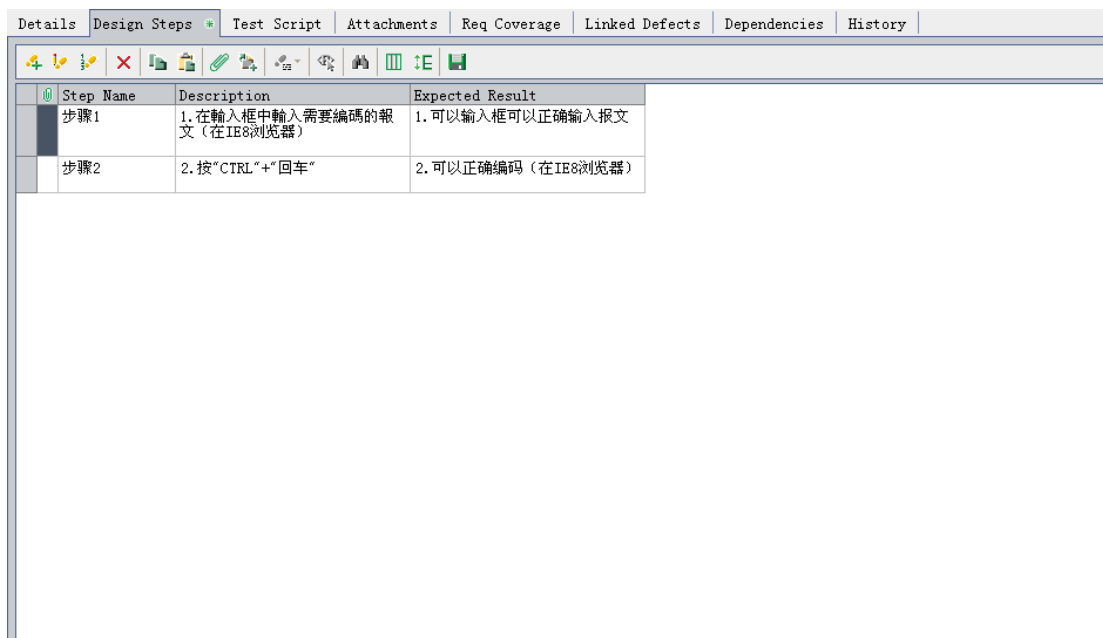 Details Design Steps * Test Script Attachments Req Coverage Linked Defects Dependencies History
Step Name Description Expected Result
步骤1 1.在輸入框中輸入需要編碼的報 1.可以输入框可以正确输入报文
文（在IE8浏览器）
步骤2 2.按"CTRL"+"回车" 2.可以正确编码（在IE8浏览器）